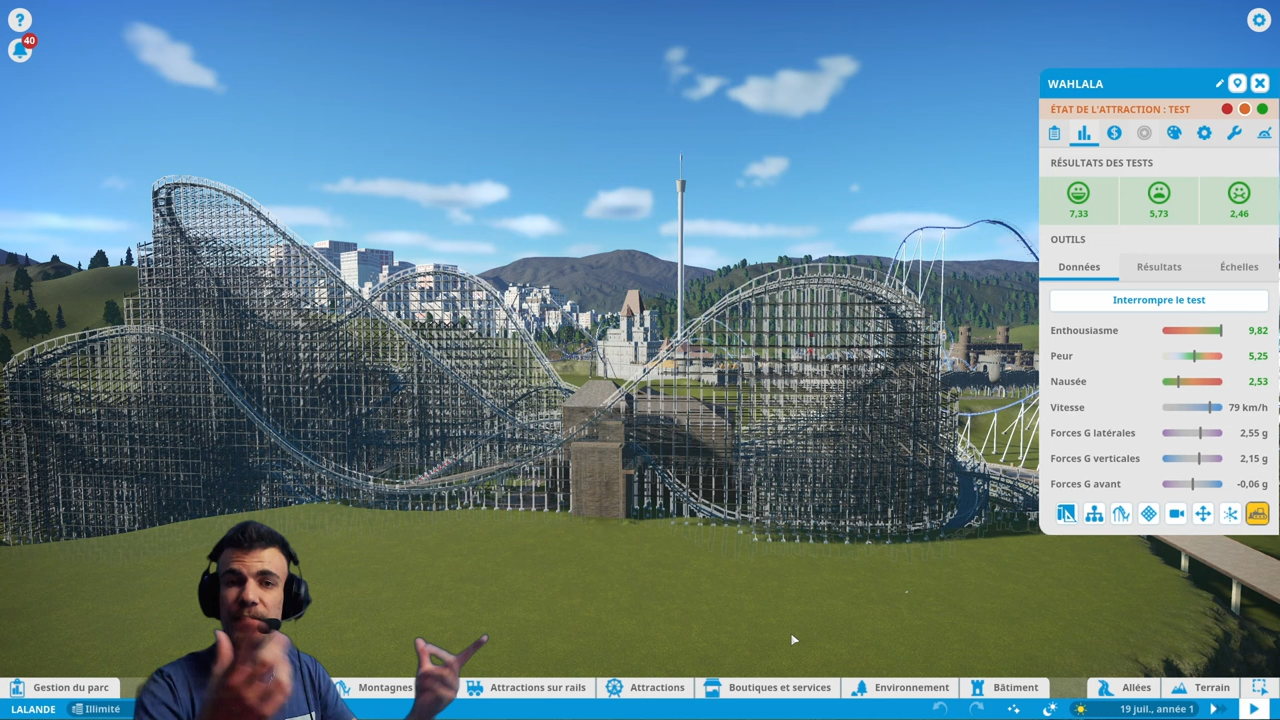 ?
40
WAHLALA
ÉTAT DE L'ATTRACTION : TEST
RÉSULTATS DES TESTS
7,33 5,73 2,46
OUTILS
Données Résultats Échelles
Interrompre le test
Enthousiasme 9,82
Peur 5,25
Nausée 2,53
Vitesse 79 km/h
Forces G latérales 2,55 g
Forces G verticales 2,15 g
Forces G avant -0,06 g
Gestion du parc Montagnes Attractions sur rails Attractions Boutiques et services Environnement Bâtiment Allées Terrain
LALANDE Illimité 19 juil., année 1